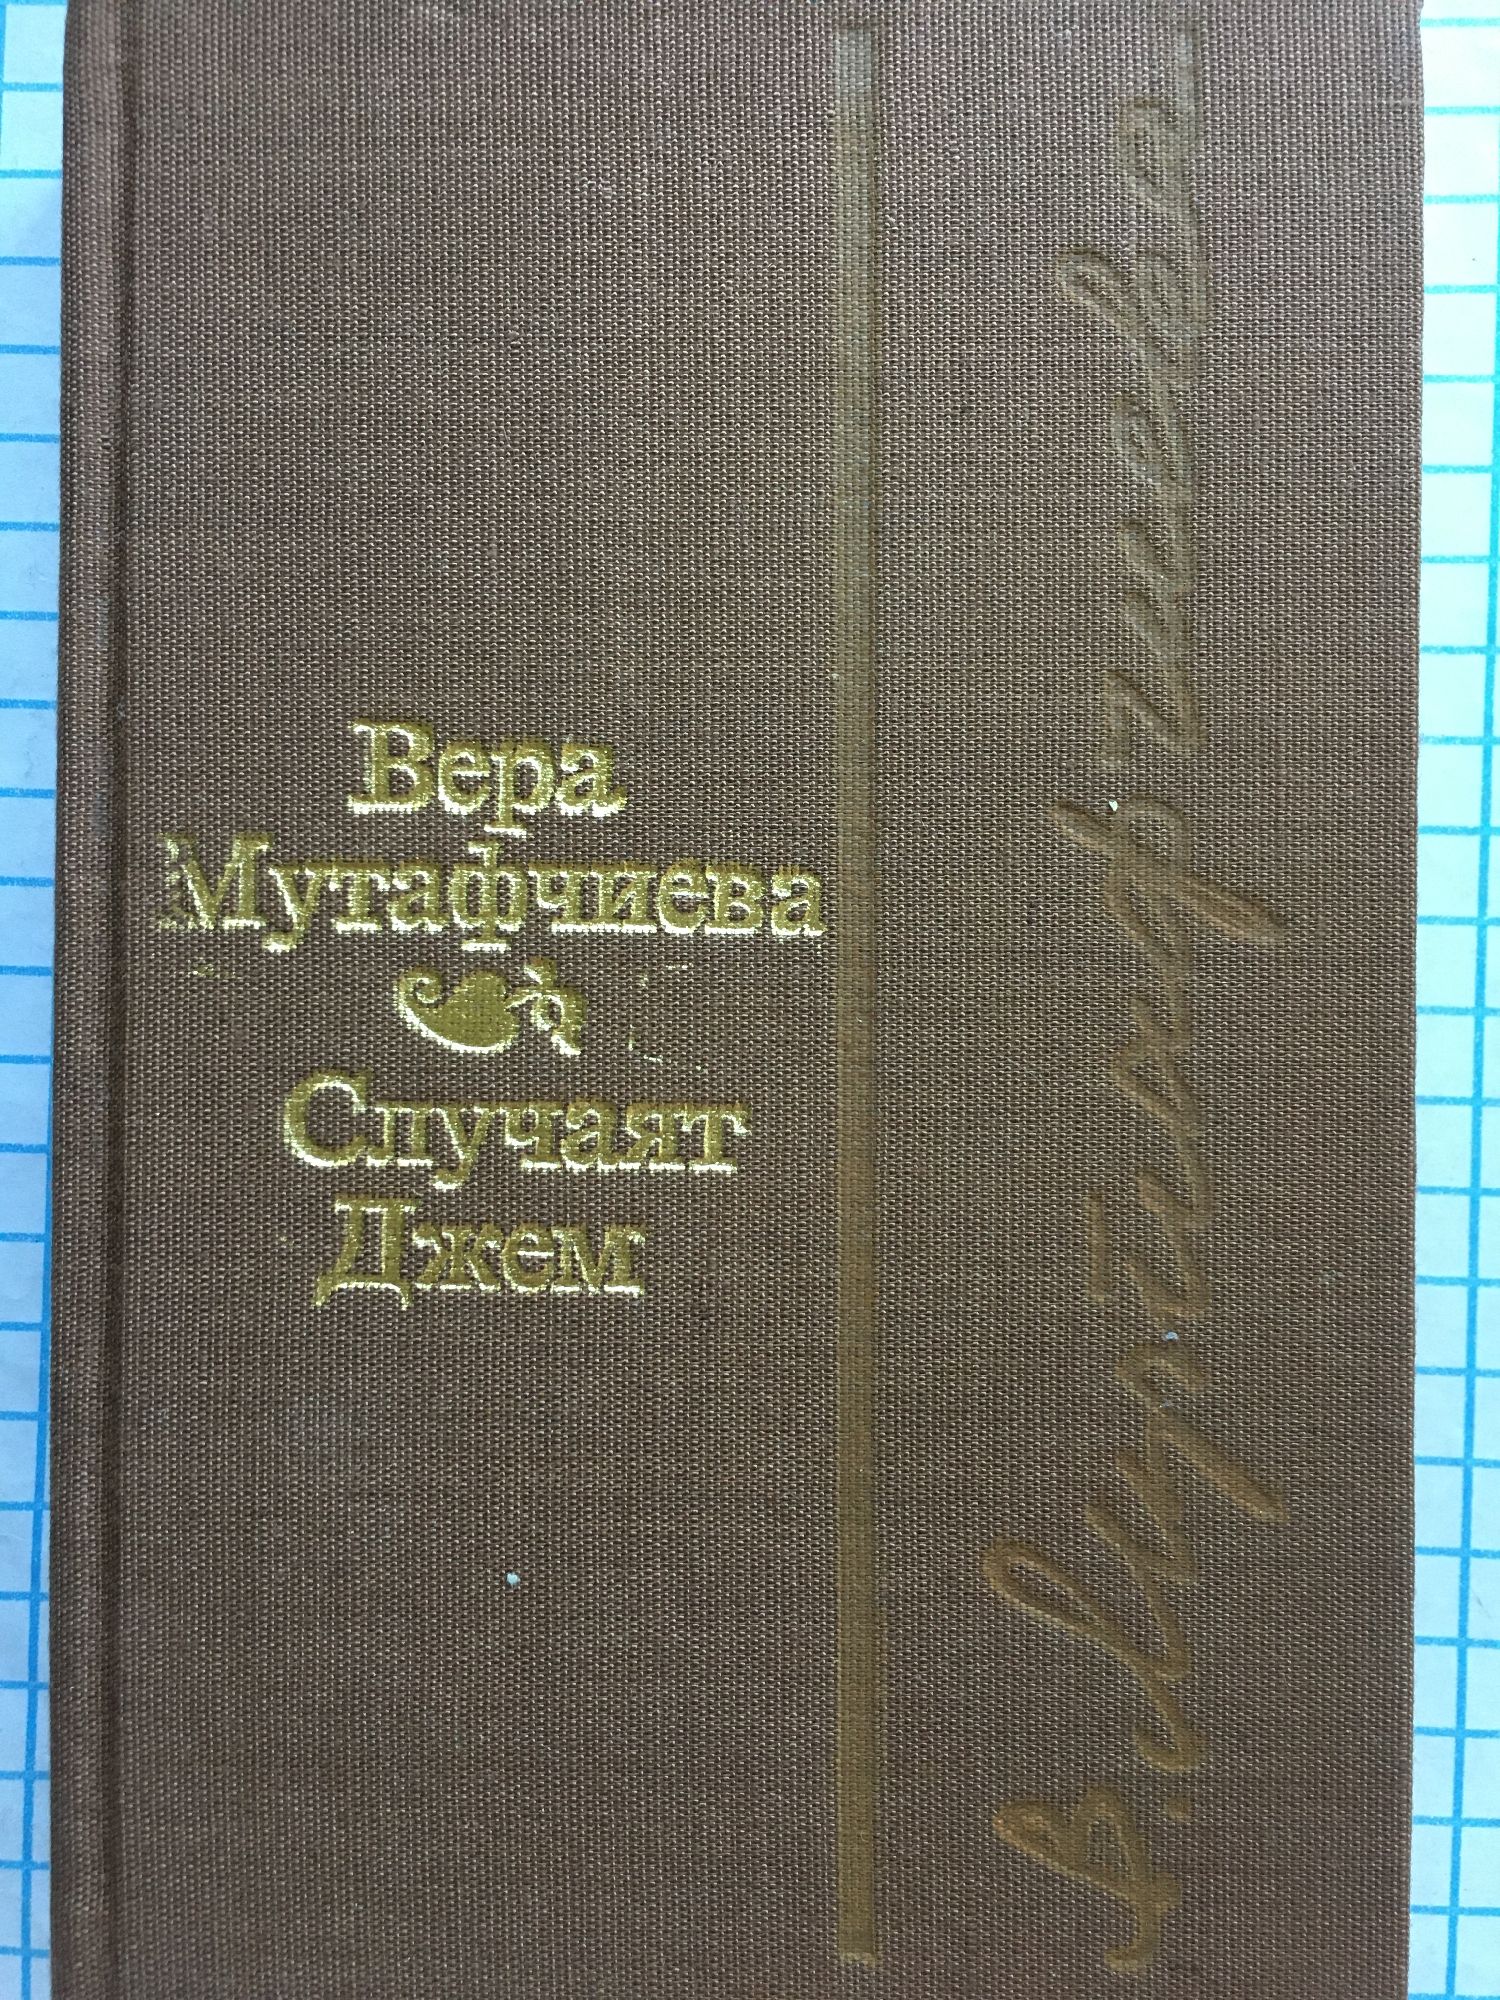 Вера
Мутафчиева
Случаят
Джем
В. Мутафчиева